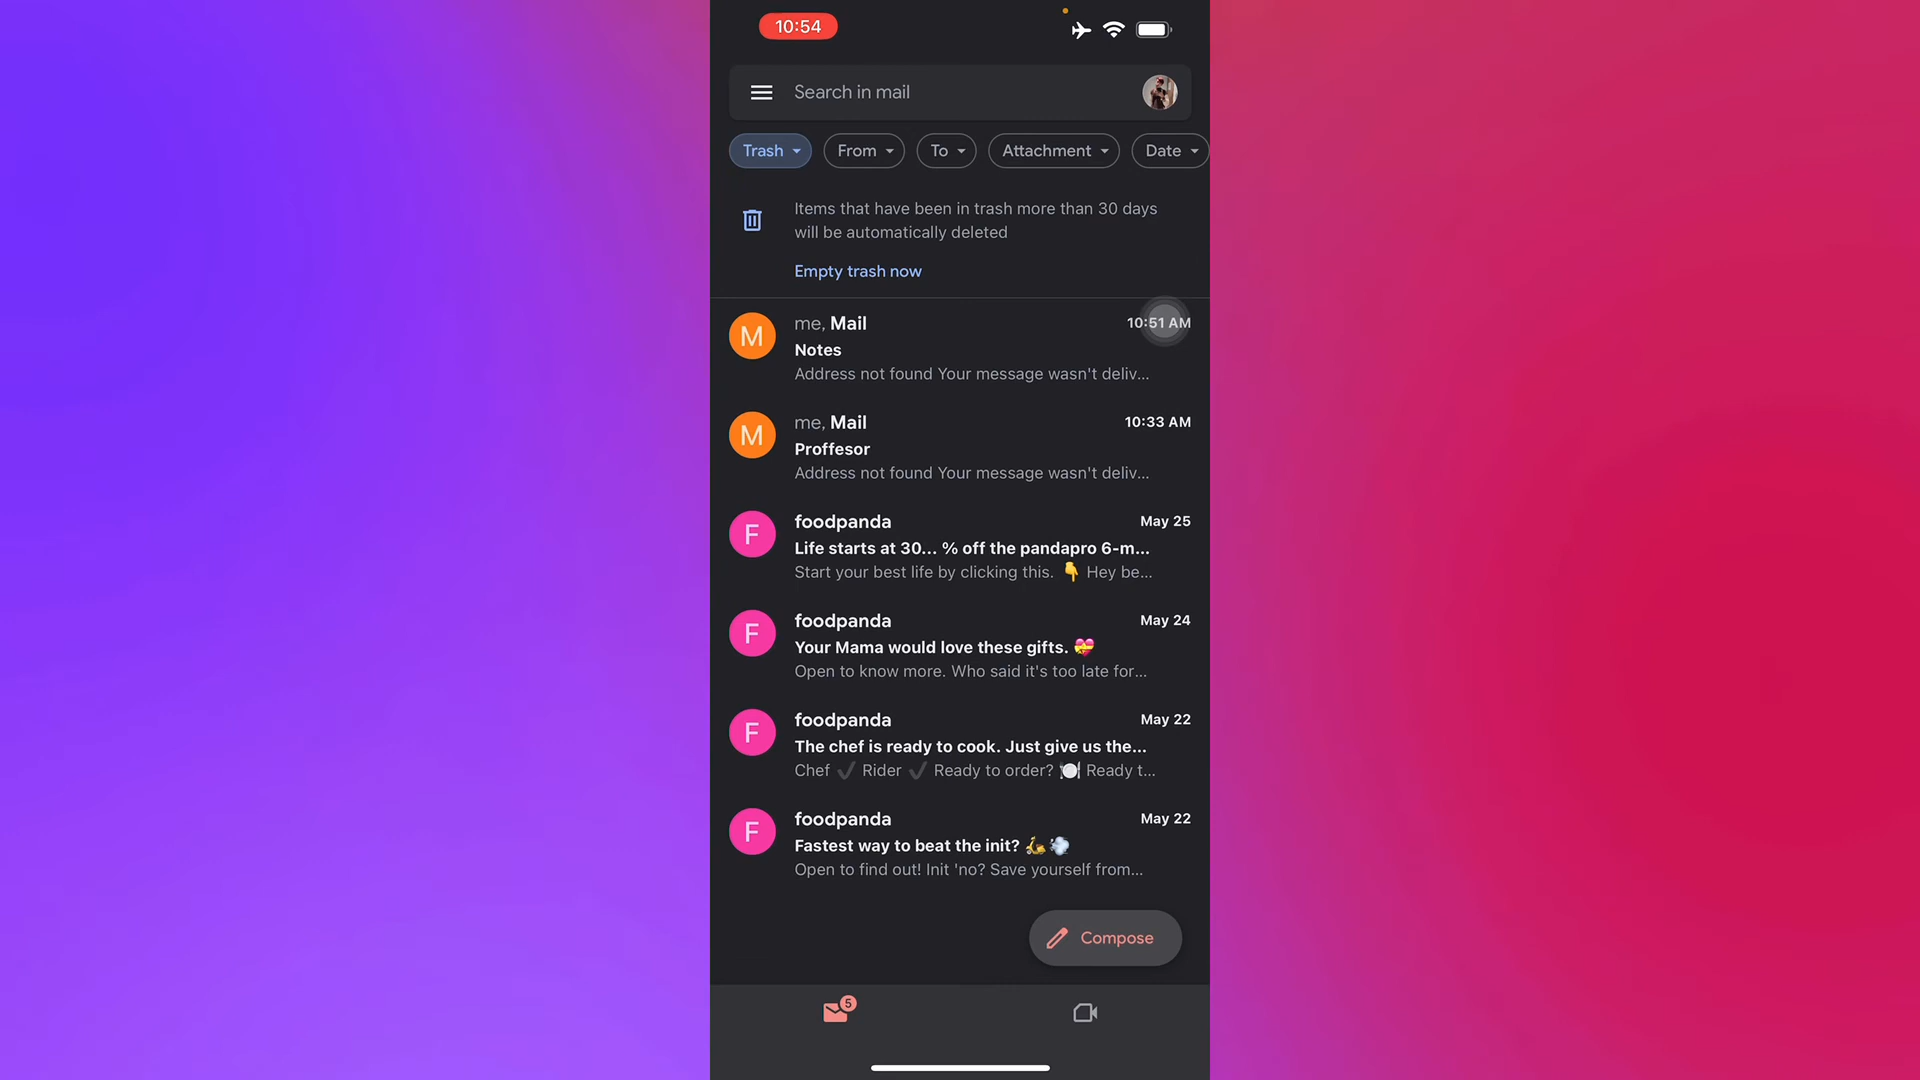 10:54
Search in mail
Trash From To Attachment Date
Items that have been in trash more than 30 days
will be automatically deleted
Empty trash now
M
me, Mail 10:51 AM
Notes
Address not found Your message wasn't deliv...
M
me, Mail 10:33 AM
Proffesor
Address not found Your message wasn't deliv...
F
foodpanda May 25
Life starts at 30... % off the pandapro 6-m...
Start your best life by clicking this. 👇 Hey be...
F
foodpanda May 24
Your Mama would love these gifts. 💝
Open to know more. Who said it's too late for...
F
foodpanda May 22
The chef is ready to cook. Just give us the...
Chef ✔️ Rider ✔️ Ready to order? 🍽️ Ready t...
F
foodpanda May 22
Fastest way to beat the init? 🛵💨
Open to find out! Init 'no? Save yourself from...
Compose
5